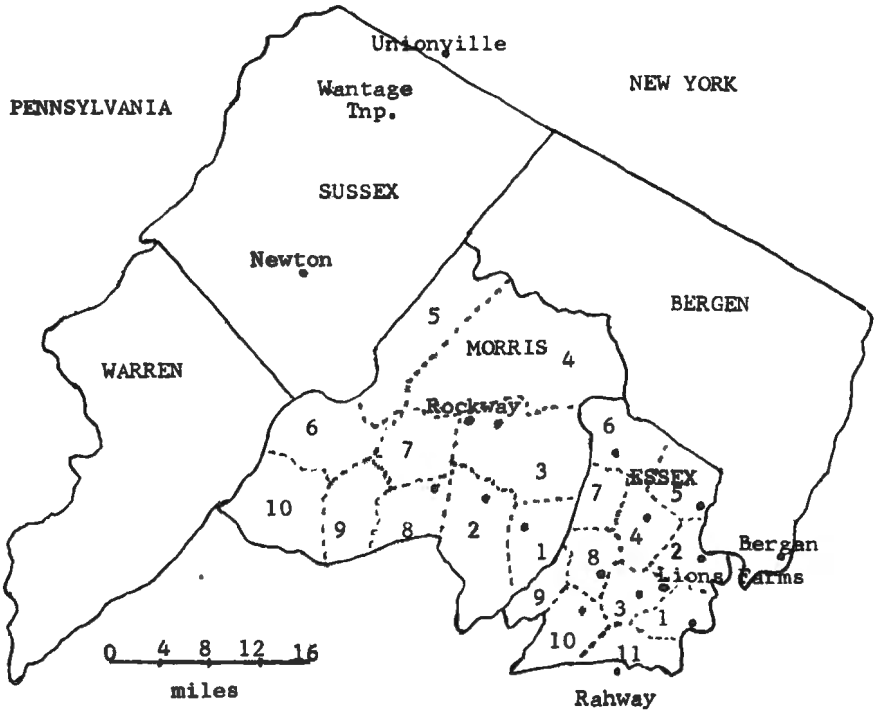 Unionville
NEW YORK
Wantage
Tnp.
PENNSYLVANIA
SUSSEX
Newton
BERGEN
5
MORRIS
4
WARREN
Rockway
6
6
7
3
ESSEX
7
5
10
9
8
2
1
4
2
Bergan
8
Lions Farms
9
3
1
10
11
0 4 8 12 16
miles
Rahway